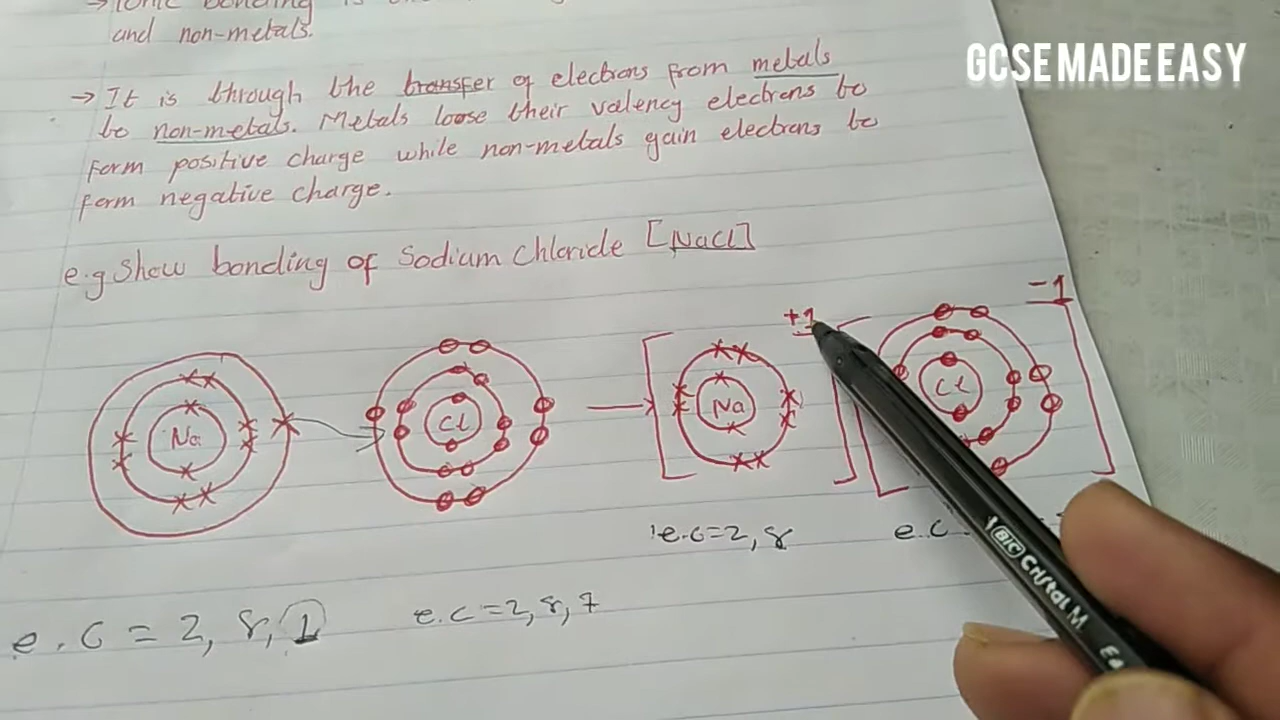 and non-metals.
GCSE MADE EASY
→ It is through the transfer of electrons from metals
to non-metals. Metals loose their valency electrons to
form positive charge while non-metals gain electrons to
form negative charge.
e.g Show bonding of Sodium Chloride [NaCl]
+1
-1
Na
Cl
Na
Cl
e.c=2,8
e.c
e.c = 2, 8, 1
e.c=2,8,7
BIC Cristal M